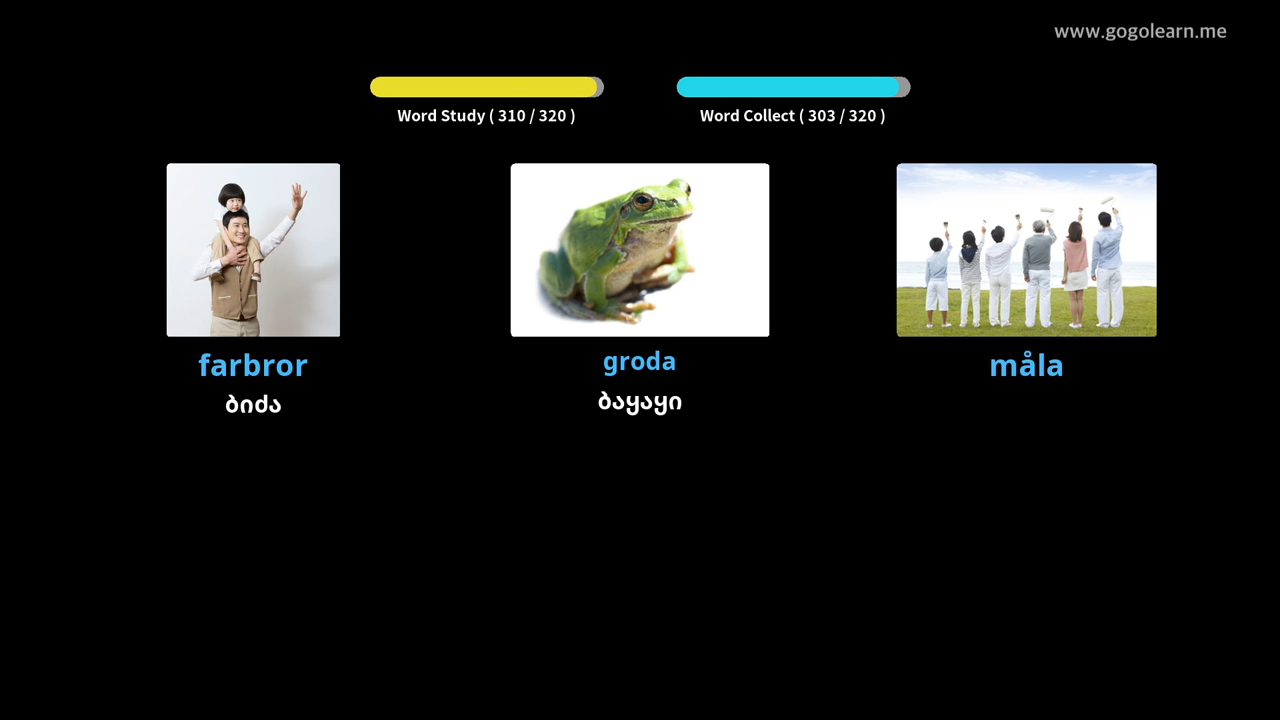 www.gogolearn.me
Word Study ( 310 / 320 )
Word Collect ( 303 / 320 )
farbror
ბიძა
groda
ბაყაყი
måla